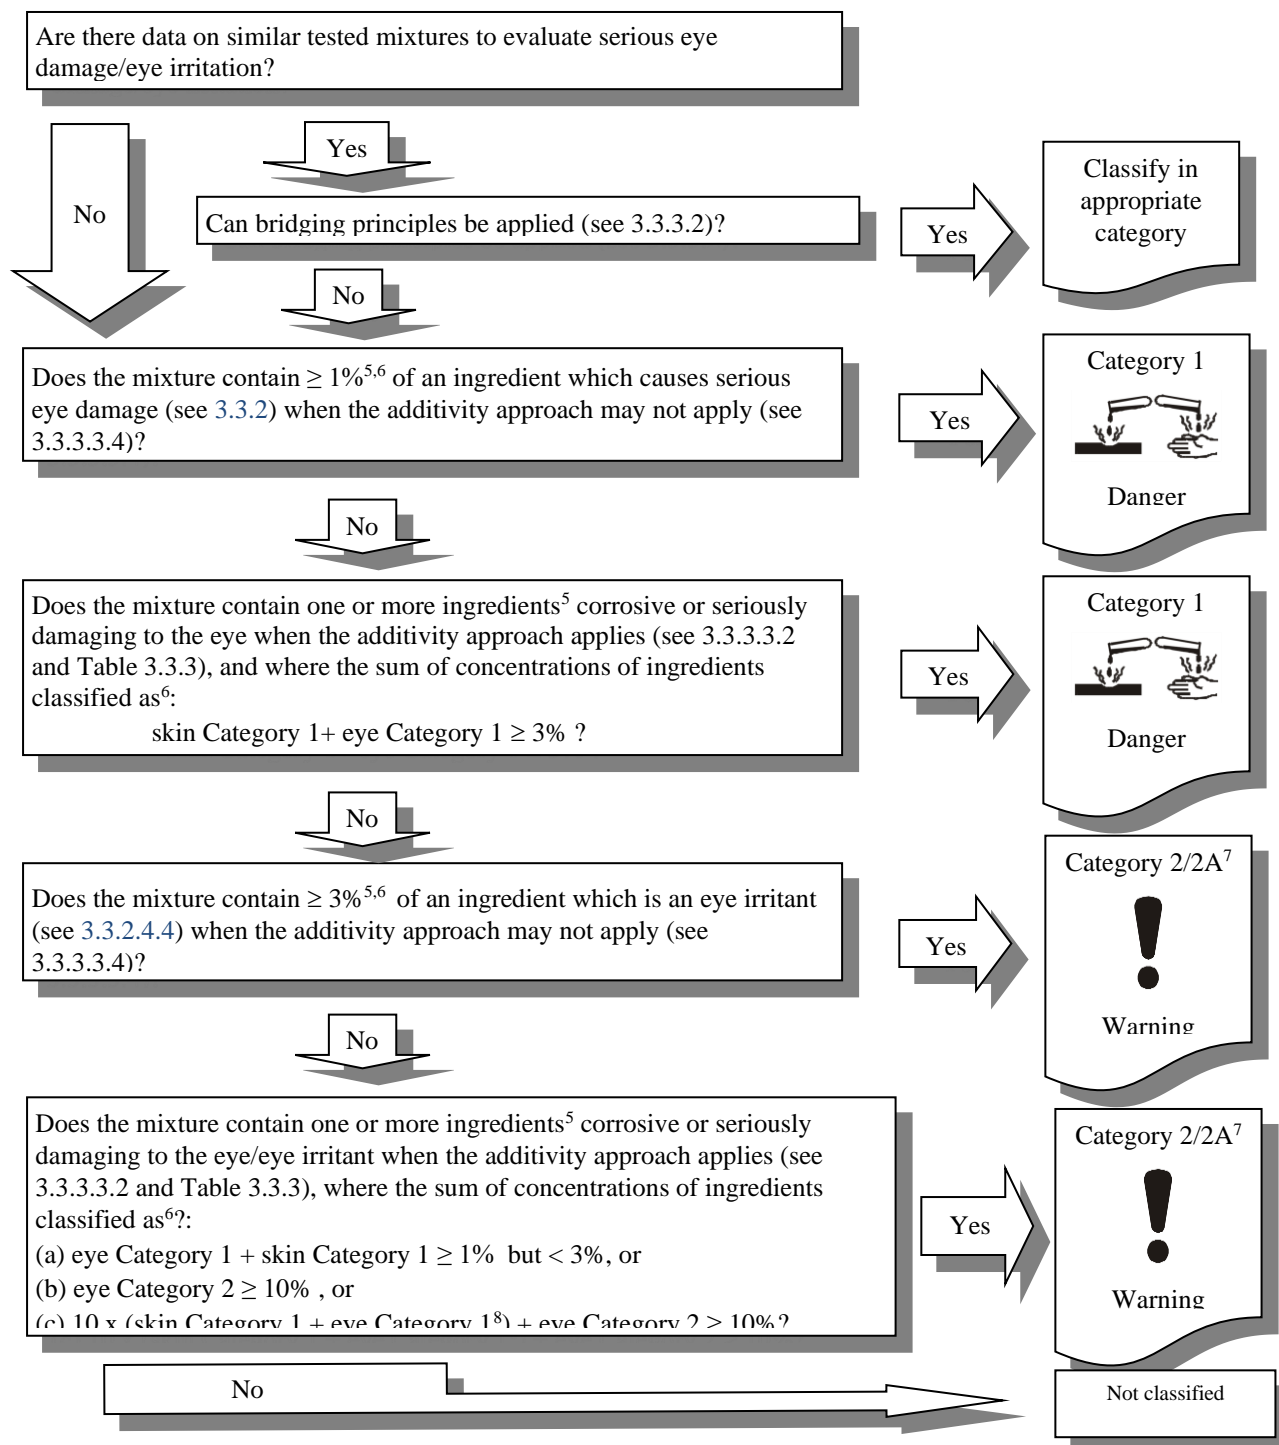 Are there data on similar tested mixtures to evaluate serious eye
damage/eye irritation?
Yes
No
Can bridging principles be applied (see 3.3.3.2)?
Yes
Classify in
appropriate
category
No
Does the mixture contain ≥ 1%⁵,⁶ of an ingredient which causes serious
eye damage (see 3.3.2) when the additivity approach may not apply (see
3.3.3.3.4)?
Yes
Category 1
Danger
No
Does the mixture contain one or more ingredients⁵ corrosive or seriously
damaging to the eye when the additivity approach applies (see 3.3.3.3.2
and Table 3.3.3), and where the sum of concentrations of ingredients
classified as⁶:
skin Category 1+ eye Category 1 ≥ 3% ?
Yes
Category 1
Danger
No
Does the mixture contain ≥ 3%⁵,⁶ of an ingredient which is an eye irritant
(see 3.3.2.4.4) when the additivity approach may not apply (see
3.3.3.3.4)?
Yes
Category 2/2A⁷
Warning
No
Does the mixture contain one or more ingredients⁵ corrosive or seriously
damaging to the eye/eye irritant when the additivity approach applies (see
3.3.3.3.2 and Table 3.3.3), where the sum of concentrations of ingredients
classified as⁶?:
(a) eye Category 1 + skin Category 1 ≥ 1% but < 3%, or
(b) eye Category 2 ≥ 10% , or
(c) 10 x (skin Category 1 + eye Category 1⁸) + eye Category 2 ≥ 10%?
Yes
Category 2/2A⁷
Warning
No
Not classified